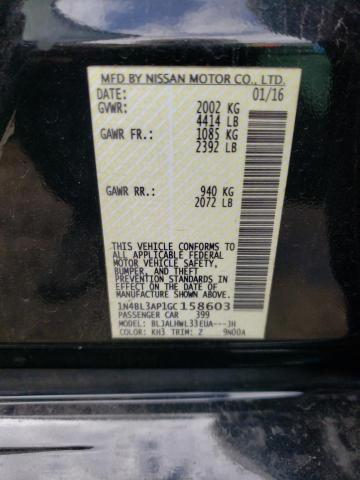 MFD BY NISSAN MOTOR CO., LTD.
DATE: 01/16
GVWR: 2002 KG
4414 LB
GAWR FR: 1085 KG
2392 LB
GAWR RR: 940 KG
2072 LB
THIS VEHICLE CONFORMS TO
ALL APPLICABLE FEDERAL
MOTOR VEHICLE SAFETY,
BUMPER, AND THEFT
PREVENTION STANDARDS IN
EFFECT ON THE DATE OF
MANUFACTURE SHOWN ABOVE.
1N4BL3AP1GC158603
PASSENGER CAR 399
MODEL: BLJALHWL33EUA---JH
COLOR: KH3 TRIM: Z 9N00A